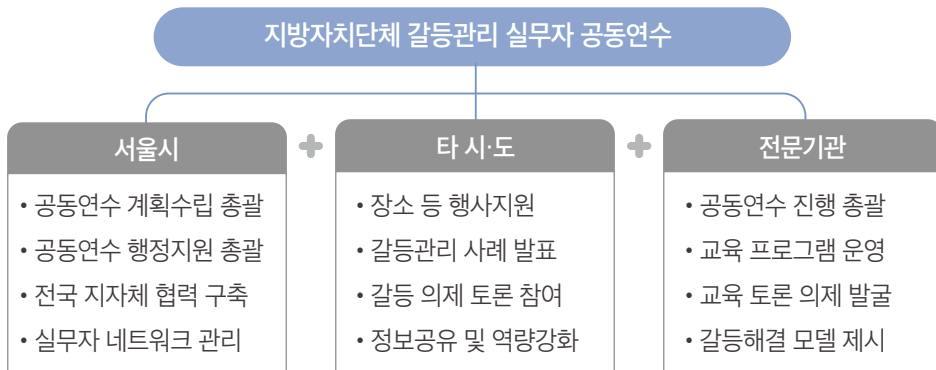 지방자치단체 갈등관리 실무자 공동연수
서울시
• 공동연수 계획수립 총괄
• 공동연수 행정지원 총괄
• 전국 지자체 협력 구축
• 실무자 네트워크 관리
타 시·도
• 장소 등 행사지원
• 갈등관리 사례 발표
• 갈등 의제 토론 참여
• 정보공유 및 역량강화
전문기관
• 공동연수 진행 총괄
• 교육 프로그램 운영
• 교육 토론 의제 발굴
• 갈등해결 모델 제시